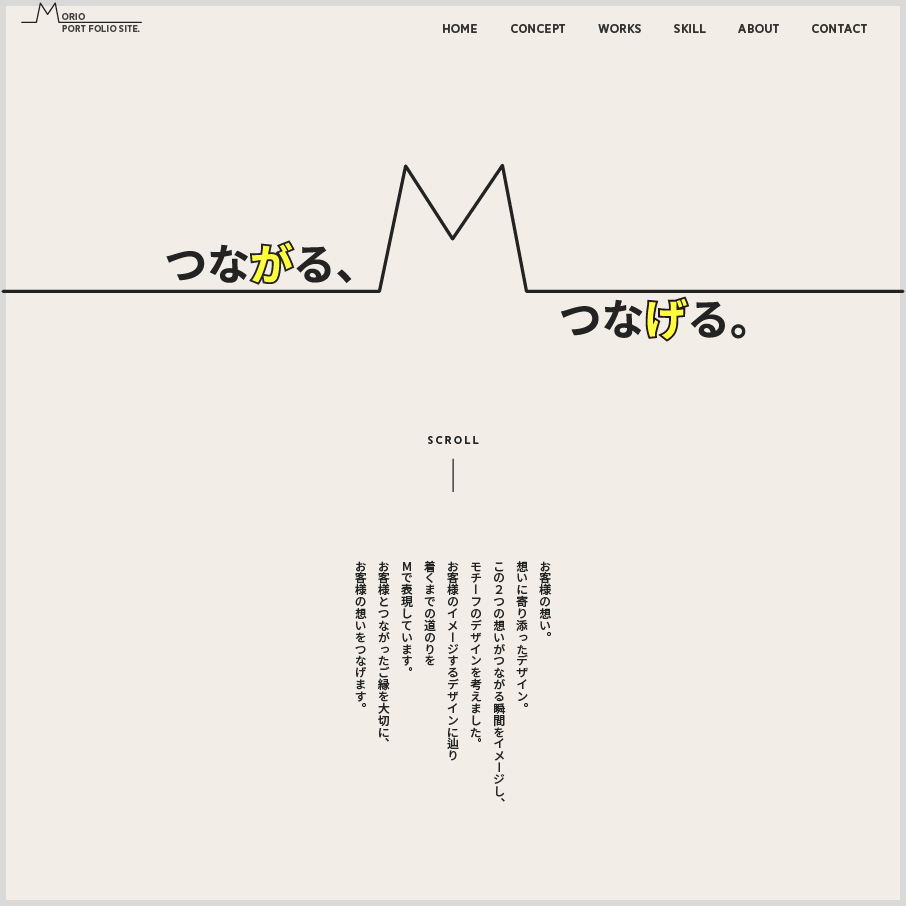 MORIO
PORT FOLIO SITE.
HOME CONCEPT WORKS SKILL ABOUT CONTACT
つながる、
つなげる。
SCROLL
お客様の想い。
想いに寄り添ったデザイン。
この２つの想いがつながる瞬間をイメージし、
モチーフのデザインを考えました。
お客様のイメージするデザインに辿り
着くまでの道のりを
Mで表現しています。
お客様とつながったご縁を大切に、
お客様の想いをつなげます。